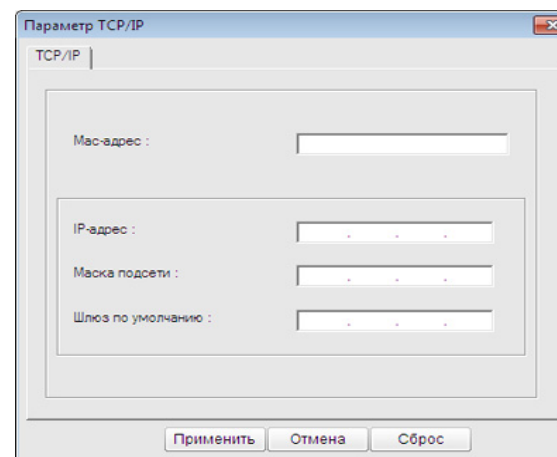 Параметр TCP/IP
TCP/IP
Mac-адрес :
IP-адрес :
Маска подсети :
Шлюз по умолчанию :
Применить Отмена Сброс